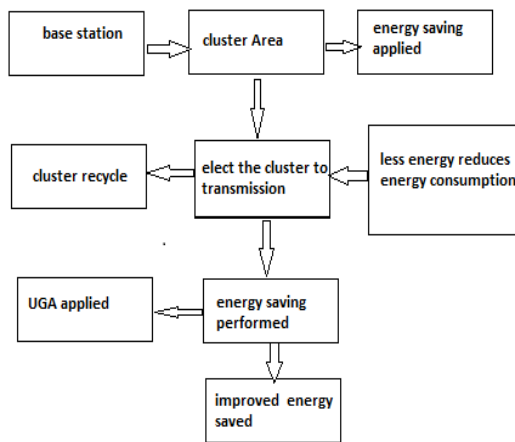 base station
cluster Area
energy saving
applied
cluster recycle
elect the cluster to
transmission
less energy reduces
energy consumption
UGA applied
energy saving
performed
improved energy
saved